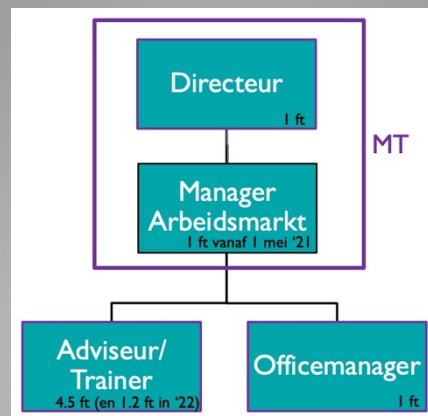 Directeur
1 ft
MT
Manager
Arbeidsmarkt
1 ft vanaf 1 mei ‘21
Adviseur/
Trainer
4.5 ft (en 1.2 ft in ‘22)
Officemanager
1 ft